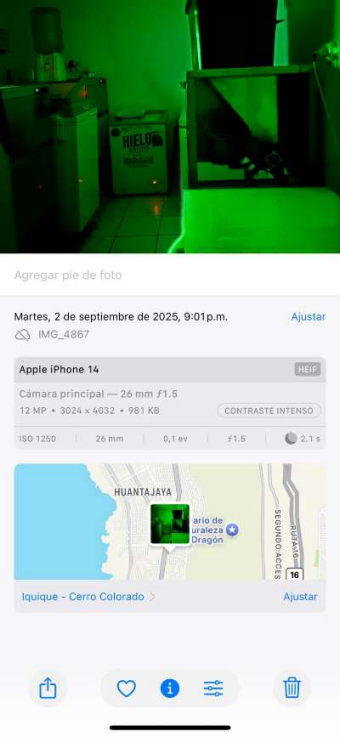 HIELO
Agregar pie de foto
Martes, 2 de septiembre de 2025, 9:01 p.m.
Ajustar
IMG_4867
Apple iPhone 14
HEIF
Cámara principal — 26 mm ƒ1.5
12 MP • 3024 × 4032 • 981 KB
CONTRASTE INTENSO
ISO 1250
26 mm
0,1 ev
ƒ1.5
2.1 s
HUANTAJAYA
ario de
uraleza
Dragón
SEGUNDO ACCES
RUTA 16
16
Iquique - Cerro Colorado
Ajustar